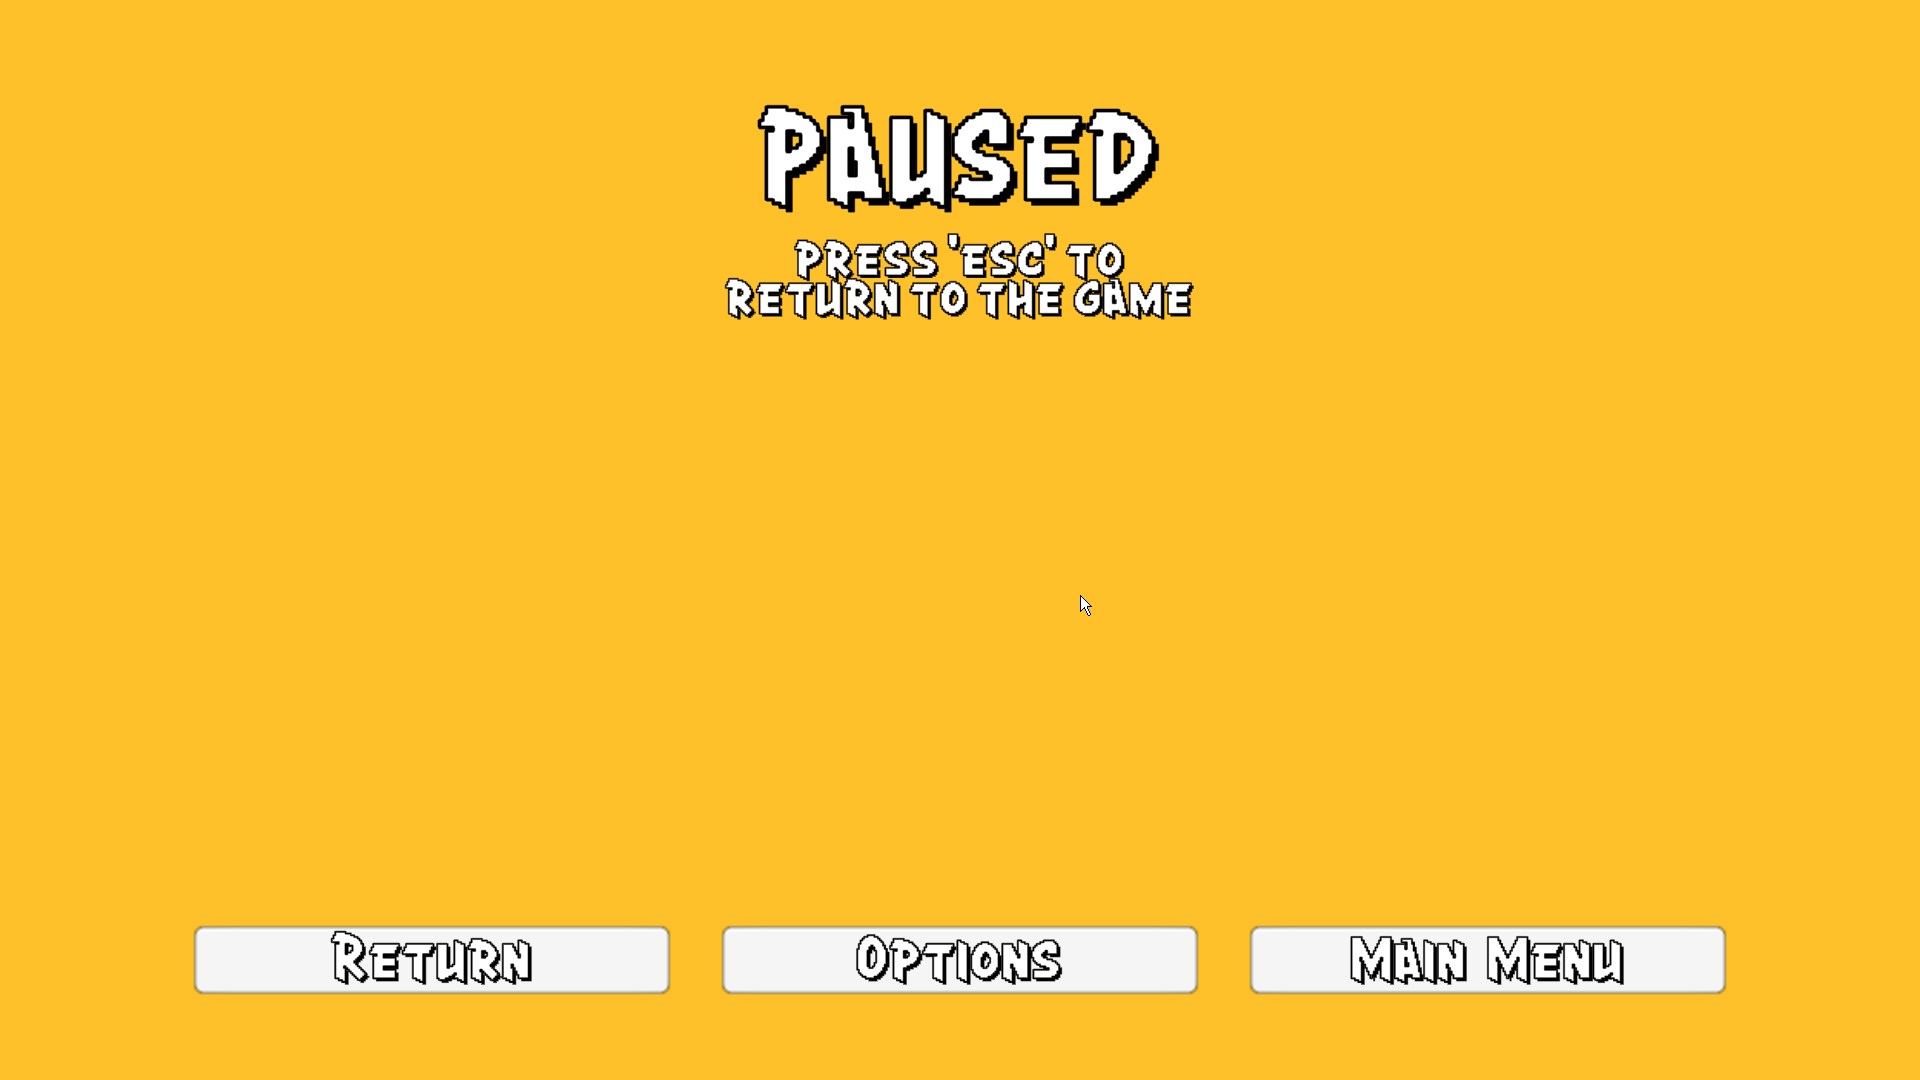 PAUSED
PRESS 'ESC' TO
RETURN TO THE GAME
RETURN
OPTIONS
MAIN MENU